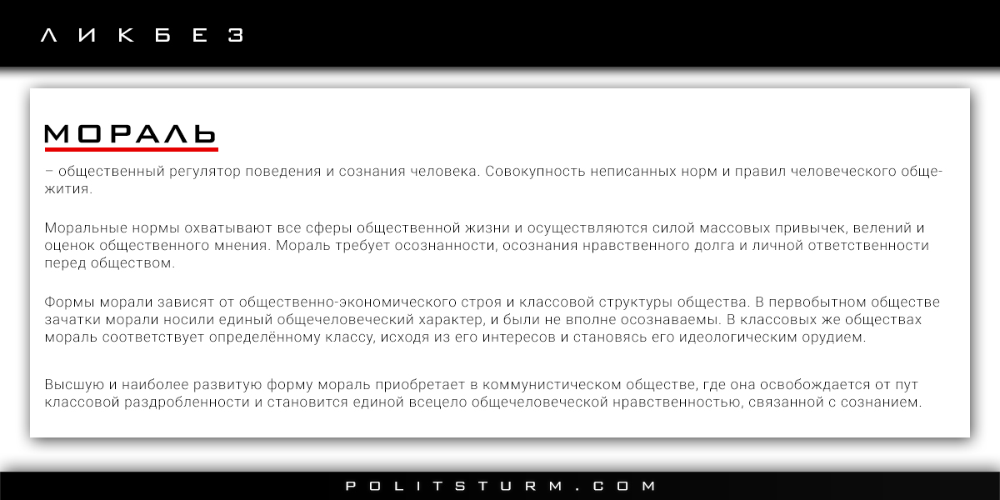 ЛИКБЕЗ
МОРАЛЬ
– общественный регулятор поведения и сознания человека. Совокупность неписанных норм и правил человеческого обще-
жития.
Моральные нормы охватывают все сферы общественной жизни и осуществляются силой массовых привычек, велений и
оценок общественного мнения. Мораль требует осознанности, осознания нравственного долга и личной ответственности
перед обществом.
Формы морали зависят от общественно-экономического строя и классовой структуры общества. В первобытном обществе
зачатки морали носили единый общечеловеческий характер, и были не вполне осознаваемы. В классовых же обществах
мораль соответствует определённому классу, исходя из его интересов и становясь его идеологическим орудием.
Высшую и наиболее развитую форму мораль приобретает в коммунистическом обществе, где она освобождается от пут
классовой раздробленности и становится единой всецело общечеловеческой нравственностью, связанной с сознанием.
POLITSTURM.COM